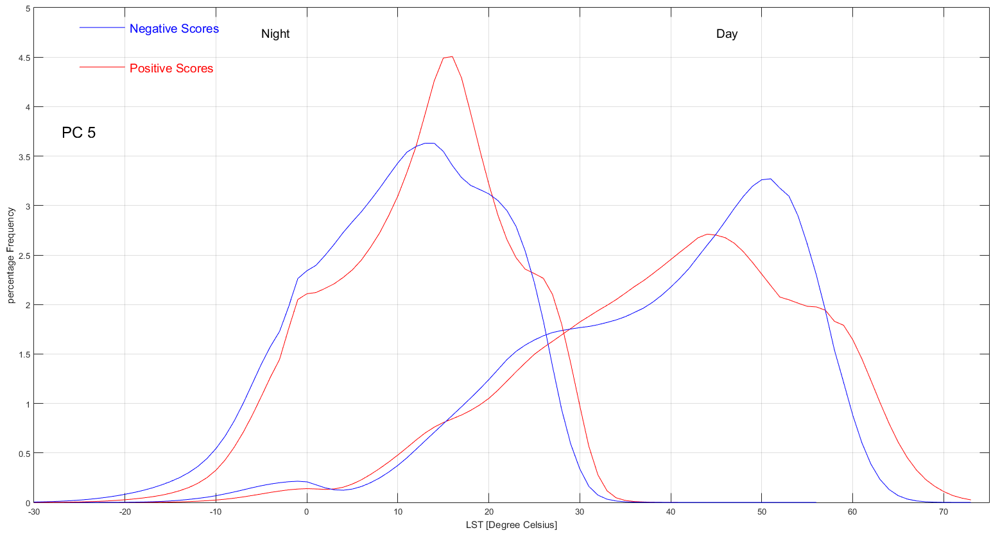 5
Negative Scores
Night
Day
4.5
Positive Scores
4
PC 5
3.5
3
percentage Frequency
2.5
2
1.5
1
0.5
0
-30 -20 -10 0 10 20 30 40 50 60 70
LST [Degree Celsius]